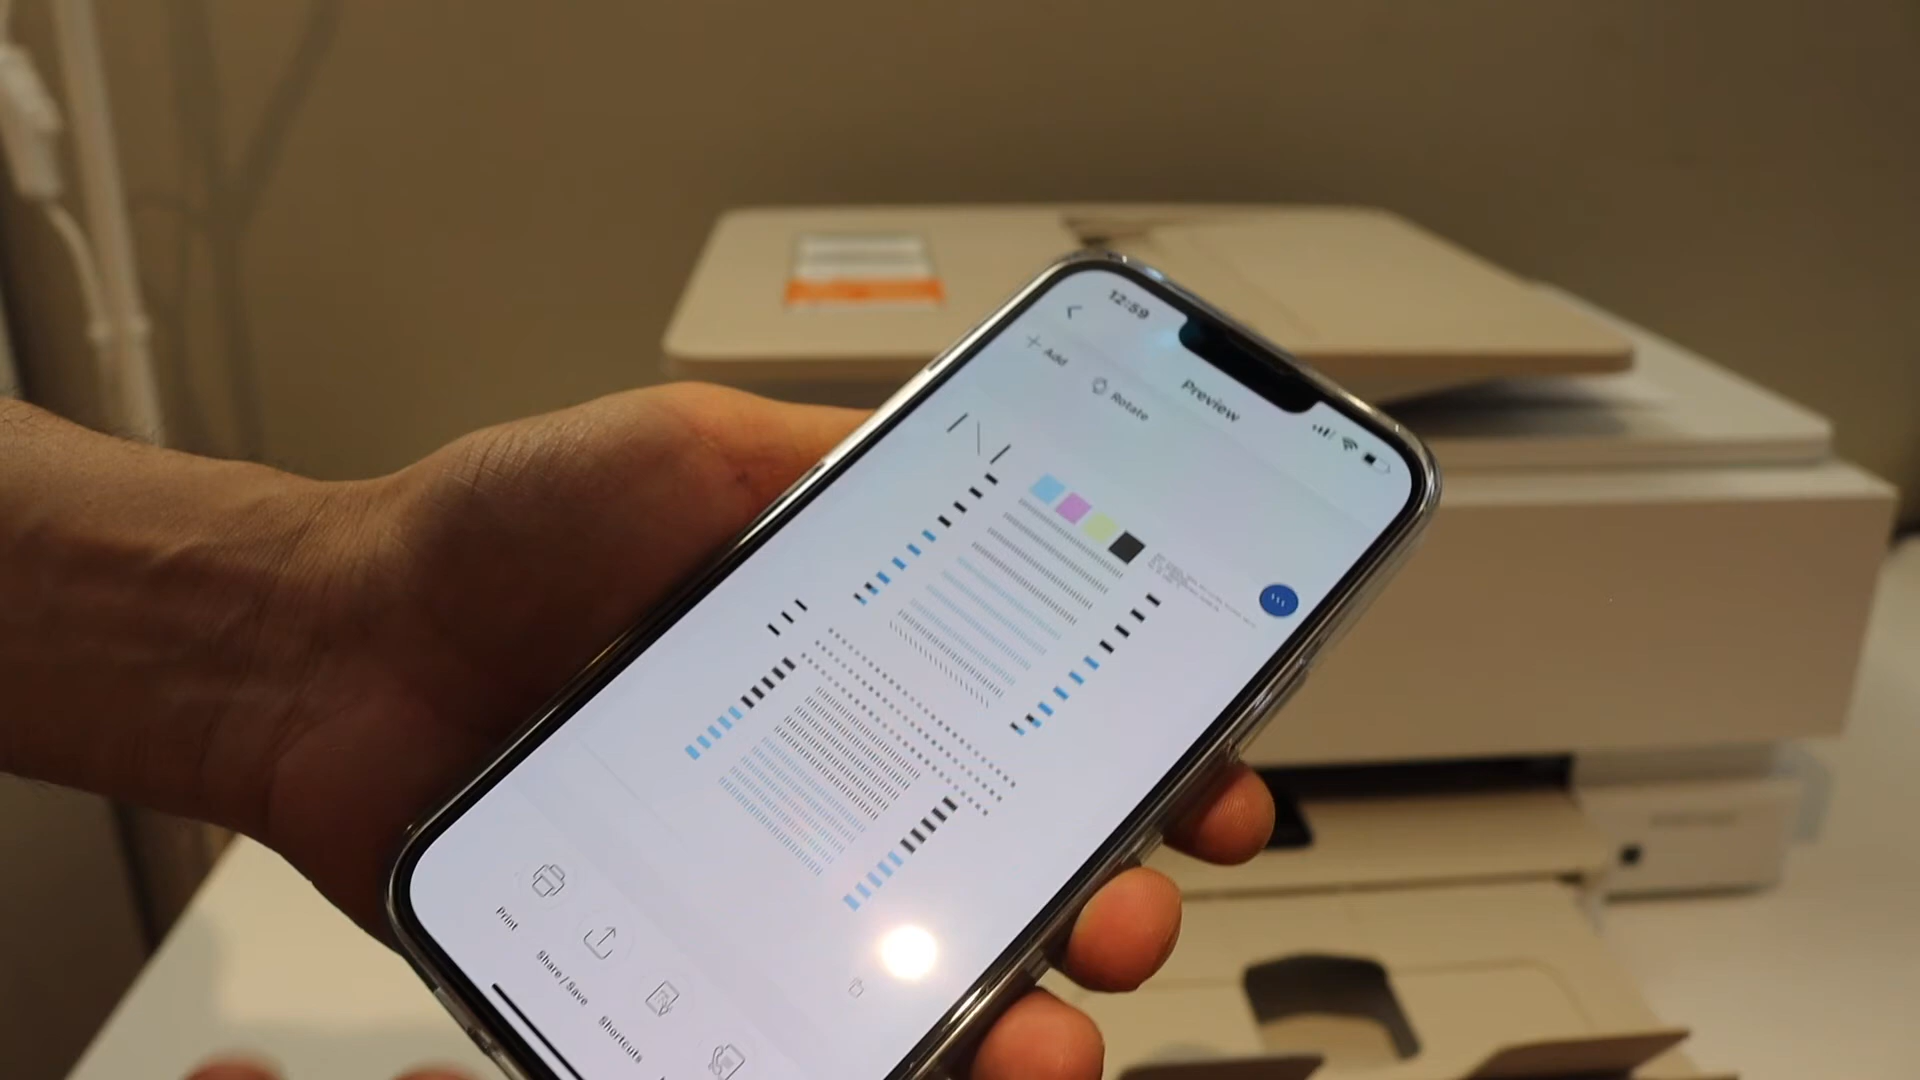 12:59
Preview
Add
Rotate
Print
Share / Save
Shortcuts